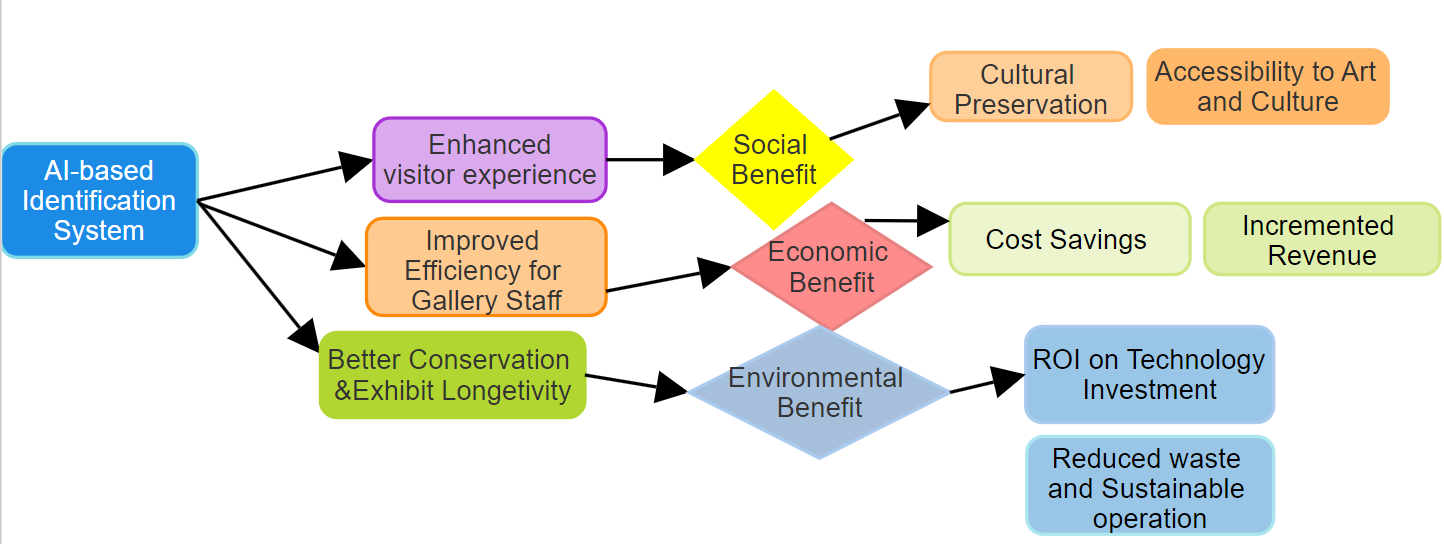 AI-based
Identification
System
Enhanced
visitor experience
Social
Benefit
Cultural
Preservation
Accessibility to Art
and Culture
Improved
Efficiency for
Gallery Staff
Economic
Benefit
Cost Savings
Incremented
Revenue
Better Conservation
&Exhibit Longetivity
Environmental
Benefit
ROI on Technology
Investment
Reduced waste
and Sustainable
operation